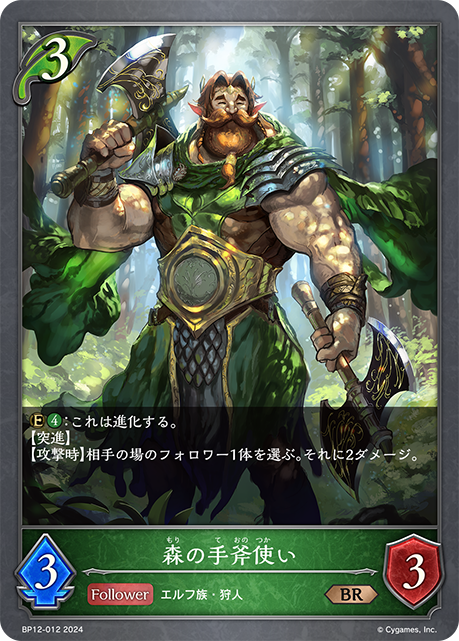 3
E 4:これは進化する。
【突進】
【攻撃時】相手の場のフォロワー1体を選ぶ。それに2ダメージ。
もり て おの つか
森の手斧使い
3 Follower エルフ族・狩人 BR 3
BP12-012 2024 © Cygames, Inc.